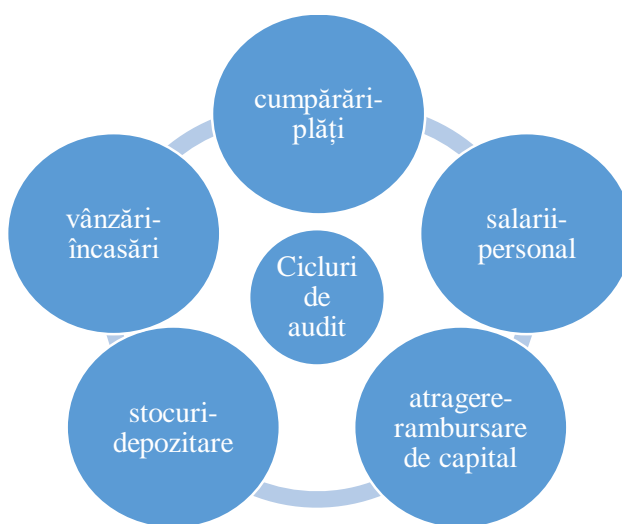 cumpărări-
plăți
vânzări-
încasări
salarii-
personal
Cicluri
de
audit
stocuri-
depozitare
atragere-
rambursare
de capital